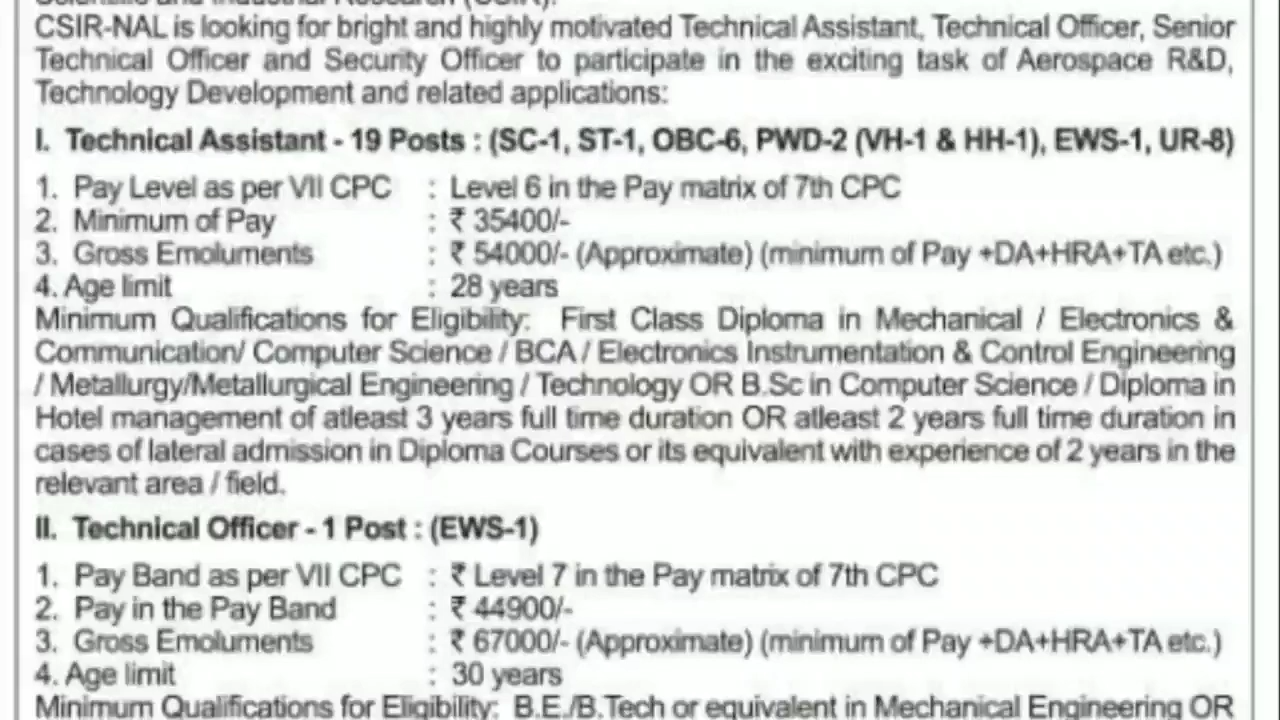 Scientific and Industrial Research (CSIR).
CSIR-NAL is looking for bright and highly motivated Technical Assistant, Technical Officer, Senior
Technical Officer and Security Officer to participate in the exciting task of Aerospace R&D,
Technology Development and related applications:
I. Technical Assistant - 19 Posts : (SC-1, ST-1, OBC-6, PWD-2 (VH-1 & HH-1), EWS-1, UR-8)
1. Pay Level as per VII CPC : Level 6 in the Pay matrix of 7th CPC
2. Minimum of Pay : ₹ 35400/-
3. Gross Emoluments : ₹ 54000/- (Approximate) (minimum of Pay +DA+HRA+TA etc.)
4. Age limit : 28 years
Minimum Qualifications for Eligibility: First Class Diploma in Mechanical / Electronics &
Communication/ Computer Science / BCA / Electronics Instrumentation & Control Engineering
/ Metallurgy/Metallurgical Engineering / Technology OR B.Sc in Computer Science / Diploma in
Hotel management of atleast 3 years full time duration OR atleast 2 years full time duration in
cases of lateral admission in Diploma Courses or its equivalent with experience of 2 years in the
relevant area / field.
II. Technical Officer - 1 Post : (EWS-1)
1. Pay Band as per VII CPC : ₹ Level 7 in the Pay matrix of 7th CPC
2. Pay in the Pay Band : ₹ 44900/-
3. Gross Emoluments : ₹ 67000/- (Approximate) (minimum of Pay +DA+HRA+TA etc.)
4. Age limit : 30 years
Minimum Qualifications for Eligibility: B.E./B.Tech or equivalent in Mechanical Engineering OR